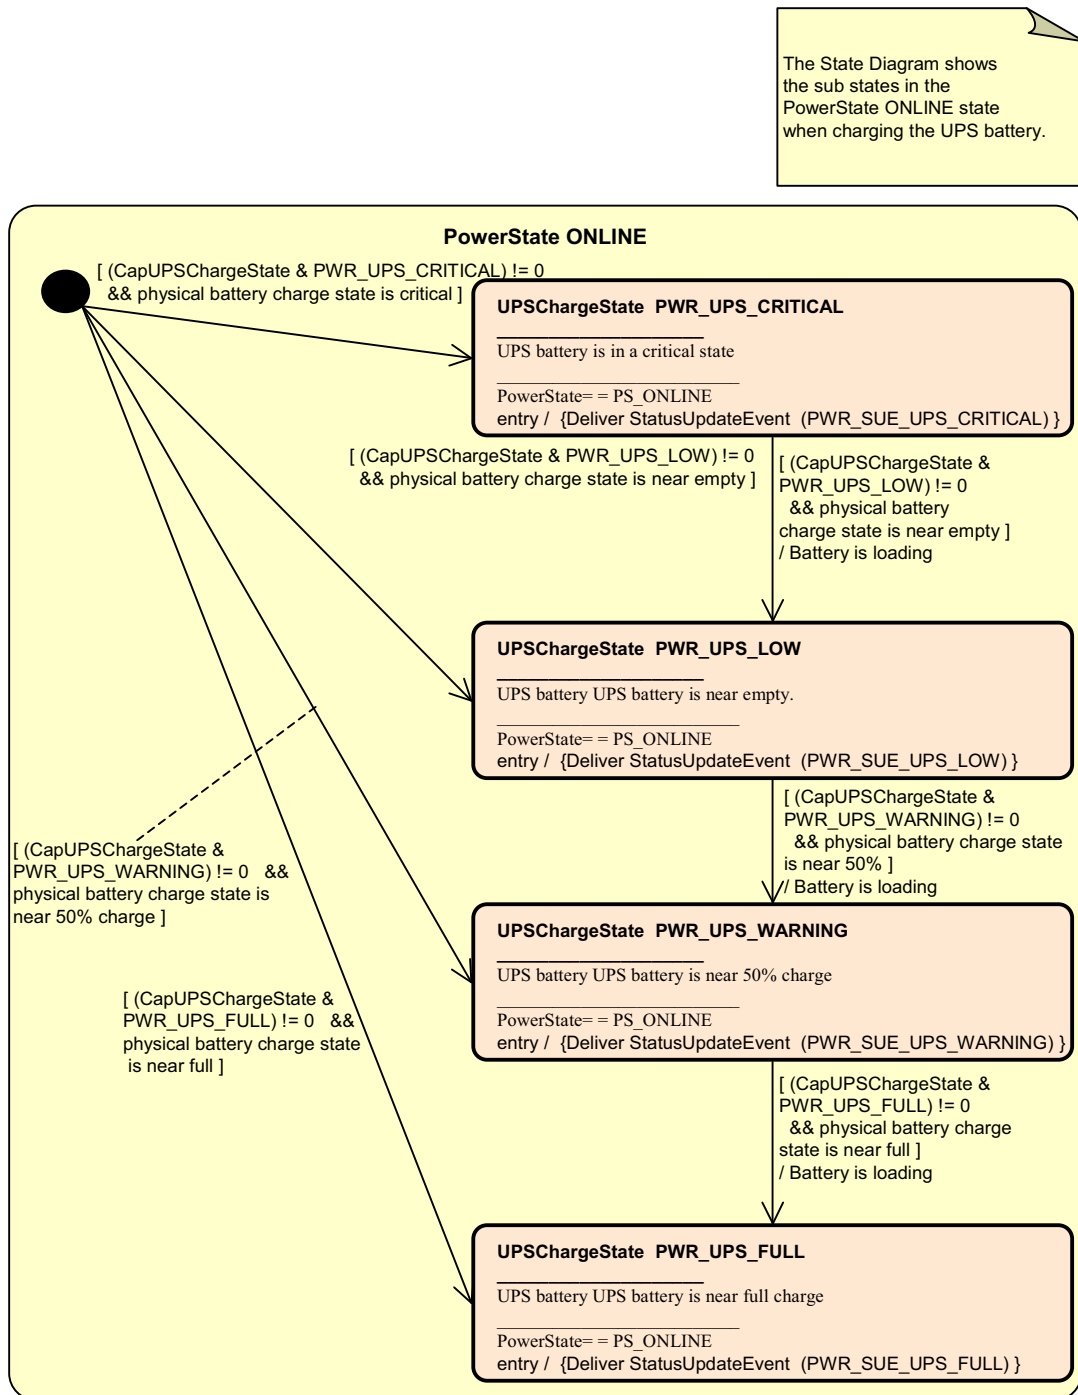 The State Diagram shows
the sub states in the
PowerState ONLINE state
when charging the UPS battery.
PowerState ONLINE
[ (CapUPSChargeState & PWR_UPS_CRITICAL) != 0
&& physical battery charge state is critical ]
UPSChargeState PWR_UPS_CRITICAL
UPS battery is in a critical state
PowerState= = PS_ONLINE
entry / {Deliver StatusUpdateEvent (PWR_SUE_UPS_CRITICAL) }
[ (CapUPSChargeState & PWR_UPS_LOW) != 0
&& physical battery charge state is near empty ]
[ (CapUPSChargeState &
PWR_UPS_LOW) != 0
&& physical battery
charge state is near empty ]
/ Battery is loading
UPSChargeState PWR_UPS_LOW
UPS battery UPS battery is near empty.
PowerState= = PS_ONLINE
entry / {Deliver StatusUpdateEvent (PWR_SUE_UPS_LOW) }
[ (CapUPSChargeState &
PWR_UPS_WARNING) != 0
&& physical battery charge state
is near 50% ]
/ Battery is loading
[ (CapUPSChargeState &
PWR_UPS_WARNING) != 0 &&
physical battery charge state is
near 50% charge ]
UPSChargeState PWR_UPS_WARNING
UPS battery UPS battery is near 50% charge
PowerState= = PS_ONLINE
entry / {Deliver StatusUpdateEvent (PWR_SUE_UPS_WARNING) }
[ (CapUPSChargeState &
PWR_UPS_FULL) != 0 &&
physical battery charge state
is near full ]
[ (CapUPSChargeState &
PWR_UPS_FULL) != 0
&& physical battery charge
state is near full ]
/ Battery is loading
UPSChargeState PWR_UPS_FULL
UPS battery UPS battery is near full charge
PowerState= = PS_ONLINE
entry / {Deliver StatusUpdateEvent (PWR_SUE_UPS_FULL) }